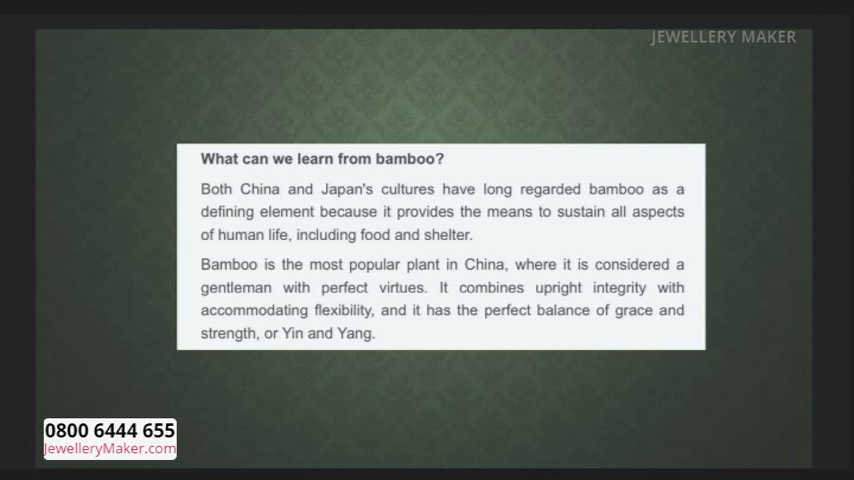 JEWELLERY MAKER
What can we learn from bamboo?
Both China and Japan's cultures have long regarded bamboo as a
defining element because it provides the means to sustain all aspects
of human life, including food and shelter.
Bamboo is the most popular plant in China, where it is considered a
gentleman with perfect virtues. It combines upright integrity with
accommodating flexibility, and it has the perfect balance of grace and
strength, or Yin and Yang.
0800 6444 655
JewelleryMaker.com